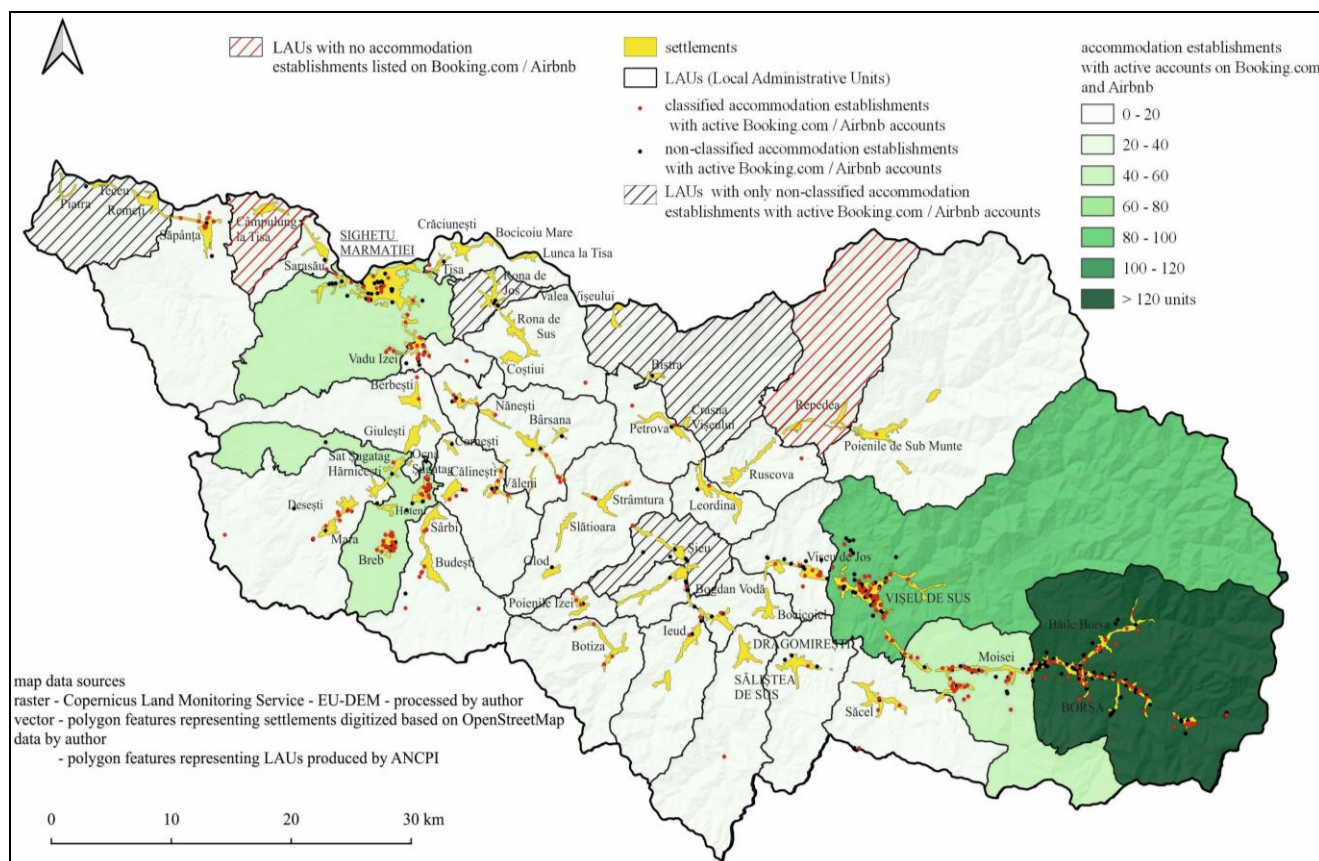 LAUs with no accommodation
establishments listed on Booking.com / Airbnb
settlements
LAUs (Local Administrative Units)
classified accommodation establishments
with active Booking.com / Airbnb accounts
non-classified accommodation establishments
with active Booking.com / Airbnb accounts
LAUs with only non-classified accommodation
establishments with active Booking.com / Airbnb accounts
accommodation establishments
with active accounts on Booking.com
and Airbnb
0 - 20
20 - 40
40 - 60
60 - 80
80 - 100
100 - 120
> 120 units
Teceu
Piatra
Remeți
Săpânța
Câmpulung
la Tisa
Sarasău
SIGHETU
MARMAȚIEI
Crăciunești
Bocicoiu Mare
Lunca la Tisa
Tisa
Rona de
Jos
Valea Vișeului
Rona de
Sus
Coștiui
Vadu Izei
Berbești
Nănești
Bârsana
Giulești
Cornești
Sat Șugatag
Ocna
Șugatag
Hărnicești
Călinești
Văleni
Desești
Hoteni
Sârbi
Mara
Breb
Budești
Bistra
Petrova
Crasna
Vișeului
Repedea
Poienile de Sub Munte
Ruscova
Leordina
Strâmtura
Slătioara
Glod
Șieu
Vișeu de Jos
VIȘEU DE SUS
Bogdan Vodă
Poienile Izei
Bocicoiel
Botiza
Ieud
DRAGOMIREȘTI
SĂLIȘTEA
DE SUS
Săcel
Moisei
Băile Borșa
BORȘA
map data sources
raster - Copernicus Land Monitoring Service - EU-DEM - processed by author
vector - polygon features representing settlements digitized based on OpenStreetMap
data by author
- polygon features representing LAUs produced by ANCPI
0 10 20 30 km